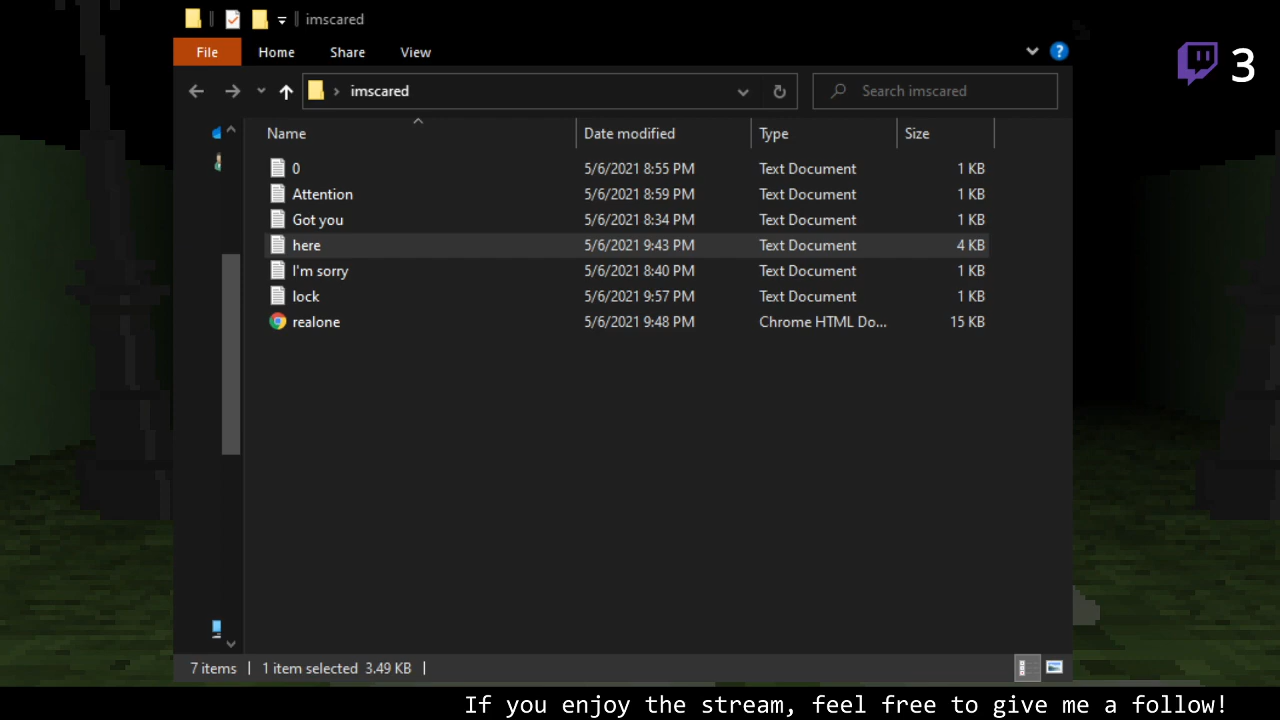 imscared
File Home Share View
imscared Search imscared
Name Date modified Type Size
0 5/6/2021 8:55 PM Text Document 1 KB
Attention 5/6/2021 8:59 PM Text Document 1 KB
Got you 5/6/2021 8:34 PM Text Document 1 KB
here 5/6/2021 9:43 PM Text Document 4 KB
I'm sorry 5/6/2021 8:40 PM Text Document 1 KB
lock 5/6/2021 9:57 PM Text Document 1 KB
realone 5/6/2021 9:48 PM Chrome HTML Do... 15 KB
7 items 1 item selected 3.49 KB
3
If you enjoy the stream, feel free to give me a follow!